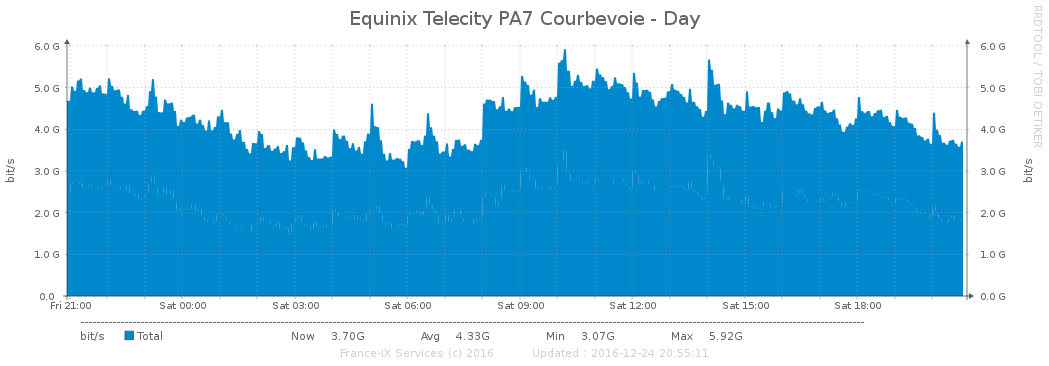 Equinix Telecity PA7 Courbevoie - Day
RRDTOOL / TOBI OETIKER
6.0 G 6.0 G
5.0 G 5.0 G
4.0 G 4.0 G
3.0 G 3.0 G
2.0 G 2.0 G
1.0 G 1.0 G
0.0 0.0 G
bit/s bit/s
Fri 21:00 Sat 00:00 Sat 03:00 Sat 06:00 Sat 09:00 Sat 12:00 Sat 15:00 Sat 18:00
bit/s Total Now 3.70G Avg 4.33G Min 3.07G Max 5.92G
France-IX Services (c) 2016 Updated : 2016-12-24 20:55:11